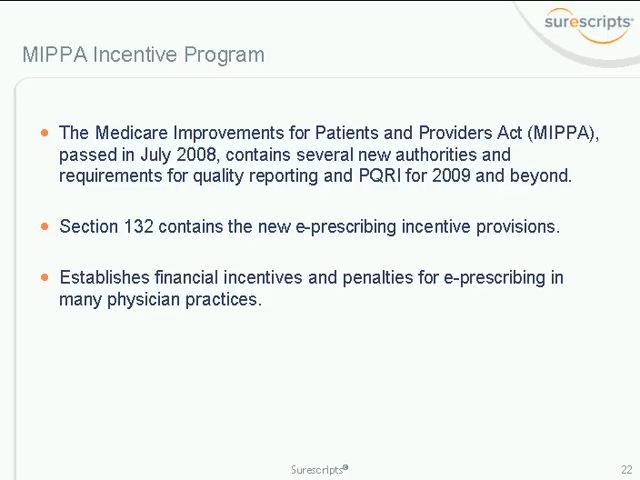 surescripts
MIPPA Incentive Program
• The Medicare Improvements for Patients and Providers Act (MIPPA),
passed in July 2008, contains several new authorities and
requirements for quality reporting and PQRI for 2009 and beyond.
• Section 132 contains the new e-prescribing incentive provisions.
• Establishes financial incentives and penalties for e-prescribing in
many physician practices.
Surescripts®
22